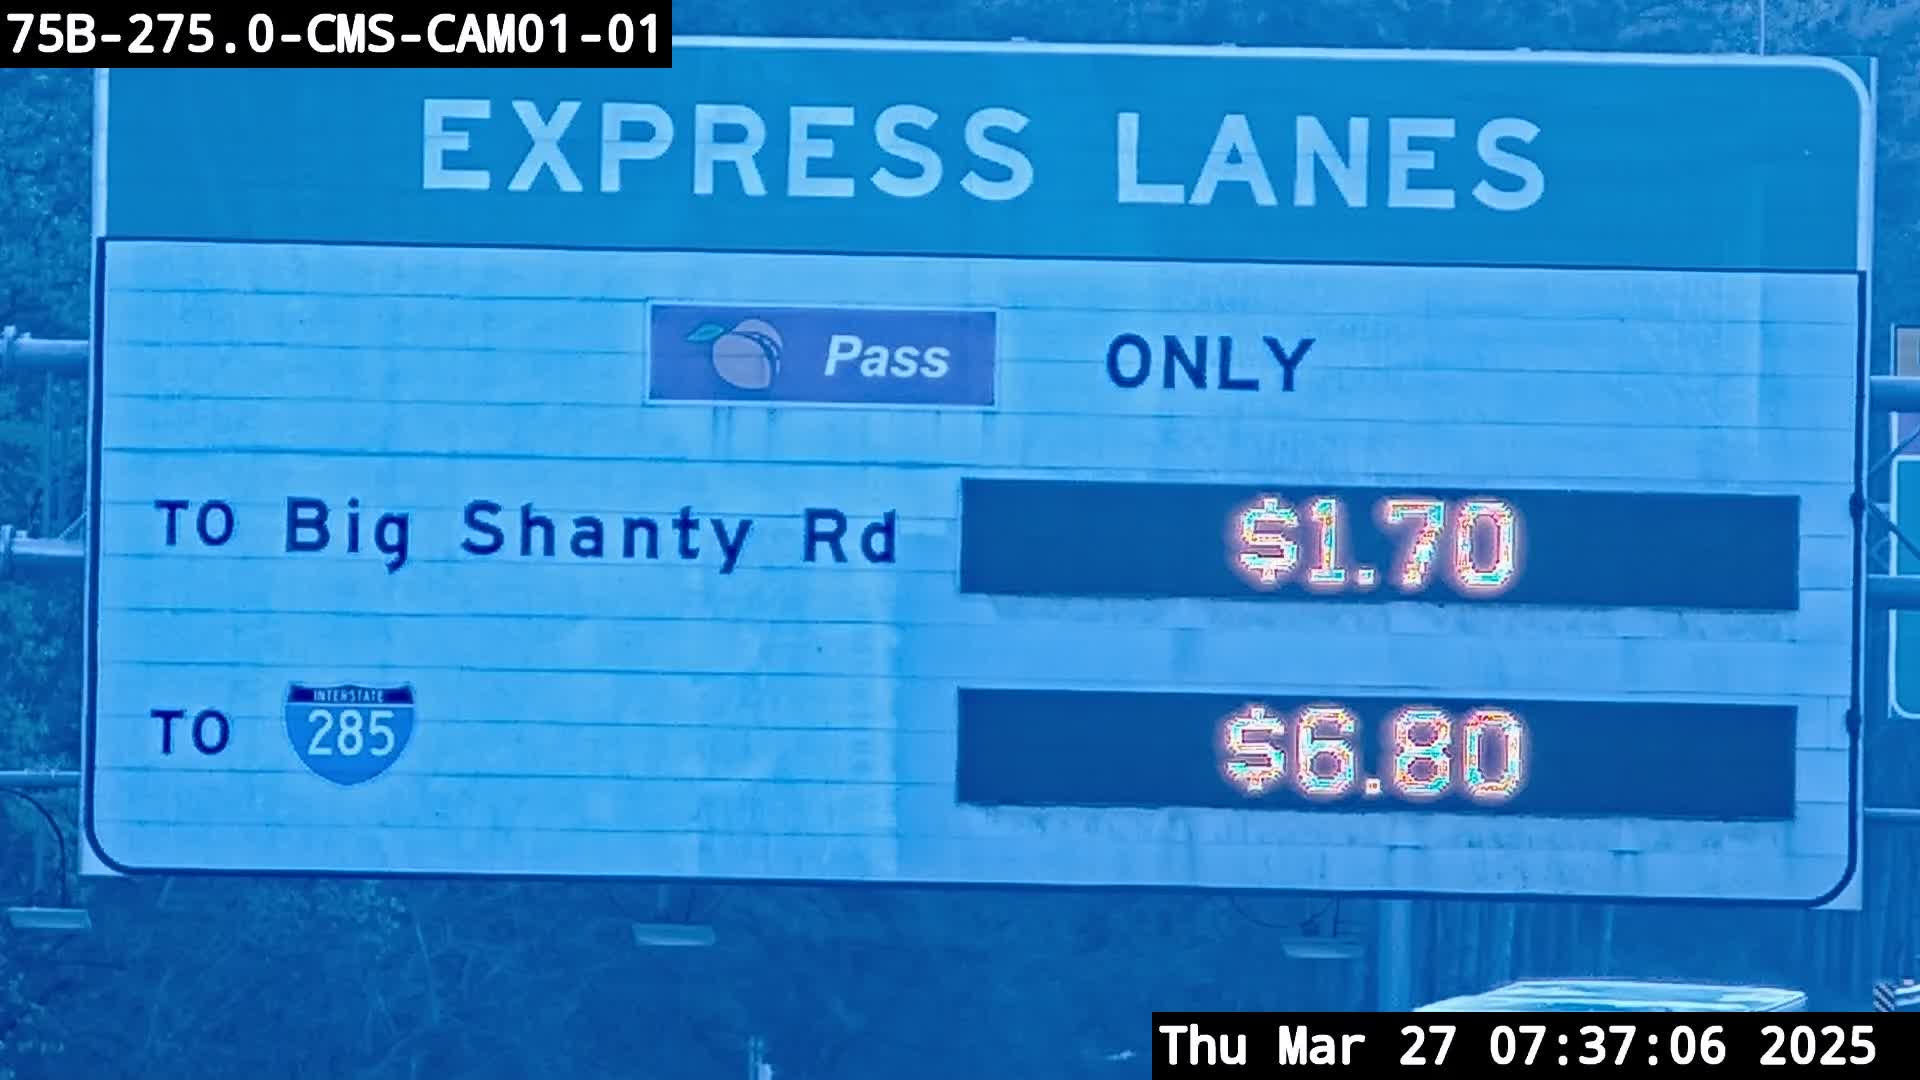 75B-275.0-CMS-CAM01-01
EXPRESS LANES
Pass ONLY
TO Big Shanty Rd $1.70
TO INTERSTATE 285 $6.80
Thu Mar 27 07:37:06 2025